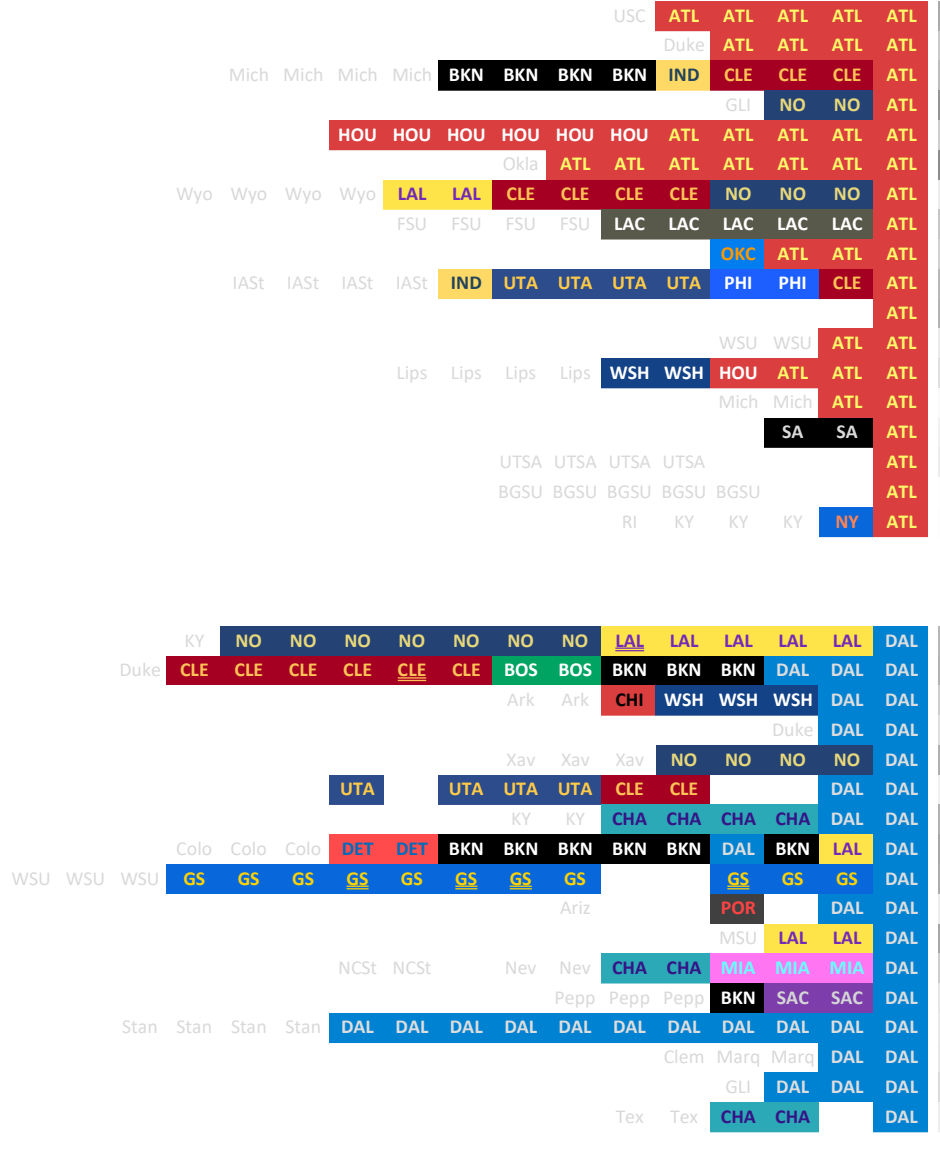 USC ATL ATL ATL ATL ATL
Duke ATL ATL ATL ATL
Mich Mich Mich Mich BKN BKN BKN BKN IND CLE CLE CLE ATL
GLI NO NO ATL
HOU HOU HOU HOU HOU HOU ATL ATL ATL ATL ATL
Okla ATL ATL ATL ATL ATL ATL ATL
Wyo Wyo Wyo Wyo LAL LAL CLE CLE CLE CLE NO NO NO ATL
FSU FSU FSU FSU LAC LAC LAC LAC LAC ATL
OKC ATL ATL ATL
IASt IASt IASt IASt IND UTA UTA UTA UTA PHI PHI CLE ATL
ATL
WSU WSU ATL ATL
Lips Lips Lips Lips WSH WSH HOU ATL ATL ATL
Mich Mich ATL ATL
SA SA ATL
UTSA UTSA UTSA UTSA ATL
BGSU BGSU BGSU BGSU BGSU ATL
RI KY KY KY NY ATL
KY NO NO NO NO NO NO NO LAL LAL LAL LAL LAL DAL
Duke CLE CLE CLE CLE CLE CLE BOS BOS BKN BKN BKN DAL DAL DAL
Ark Ark CHI WSH WSH WSH DAL DAL
Duke DAL DAL
Xav Xav Xav NO NO NO NO DAL
UTA UTA UTA UTA CLE CLE DAL DAL
KY KY CHA CHA CHA CHA DAL DAL
Colo Colo Colo DET DET BKN BKN BKN BKN BKN DAL BKN LAL DAL
WSU WSU WSU GS GS GS GS GS GS GS GS GS GS GS DAL
Ariz POR DAL DAL
MSU LAL LAL DAL
NCSt NCSt Nev Nev CHA CHA MIA MIA MIA DAL
Pepp Pepp Pepp BKN SAC SAC DAL
Stan Stan Stan Stan DAL DAL DAL DAL DAL DAL DAL DAL DAL DAL DAL
Clem Marq Marq DAL DAL
GLI DAL DAL DAL
Tex Tex CHA CHA DAL